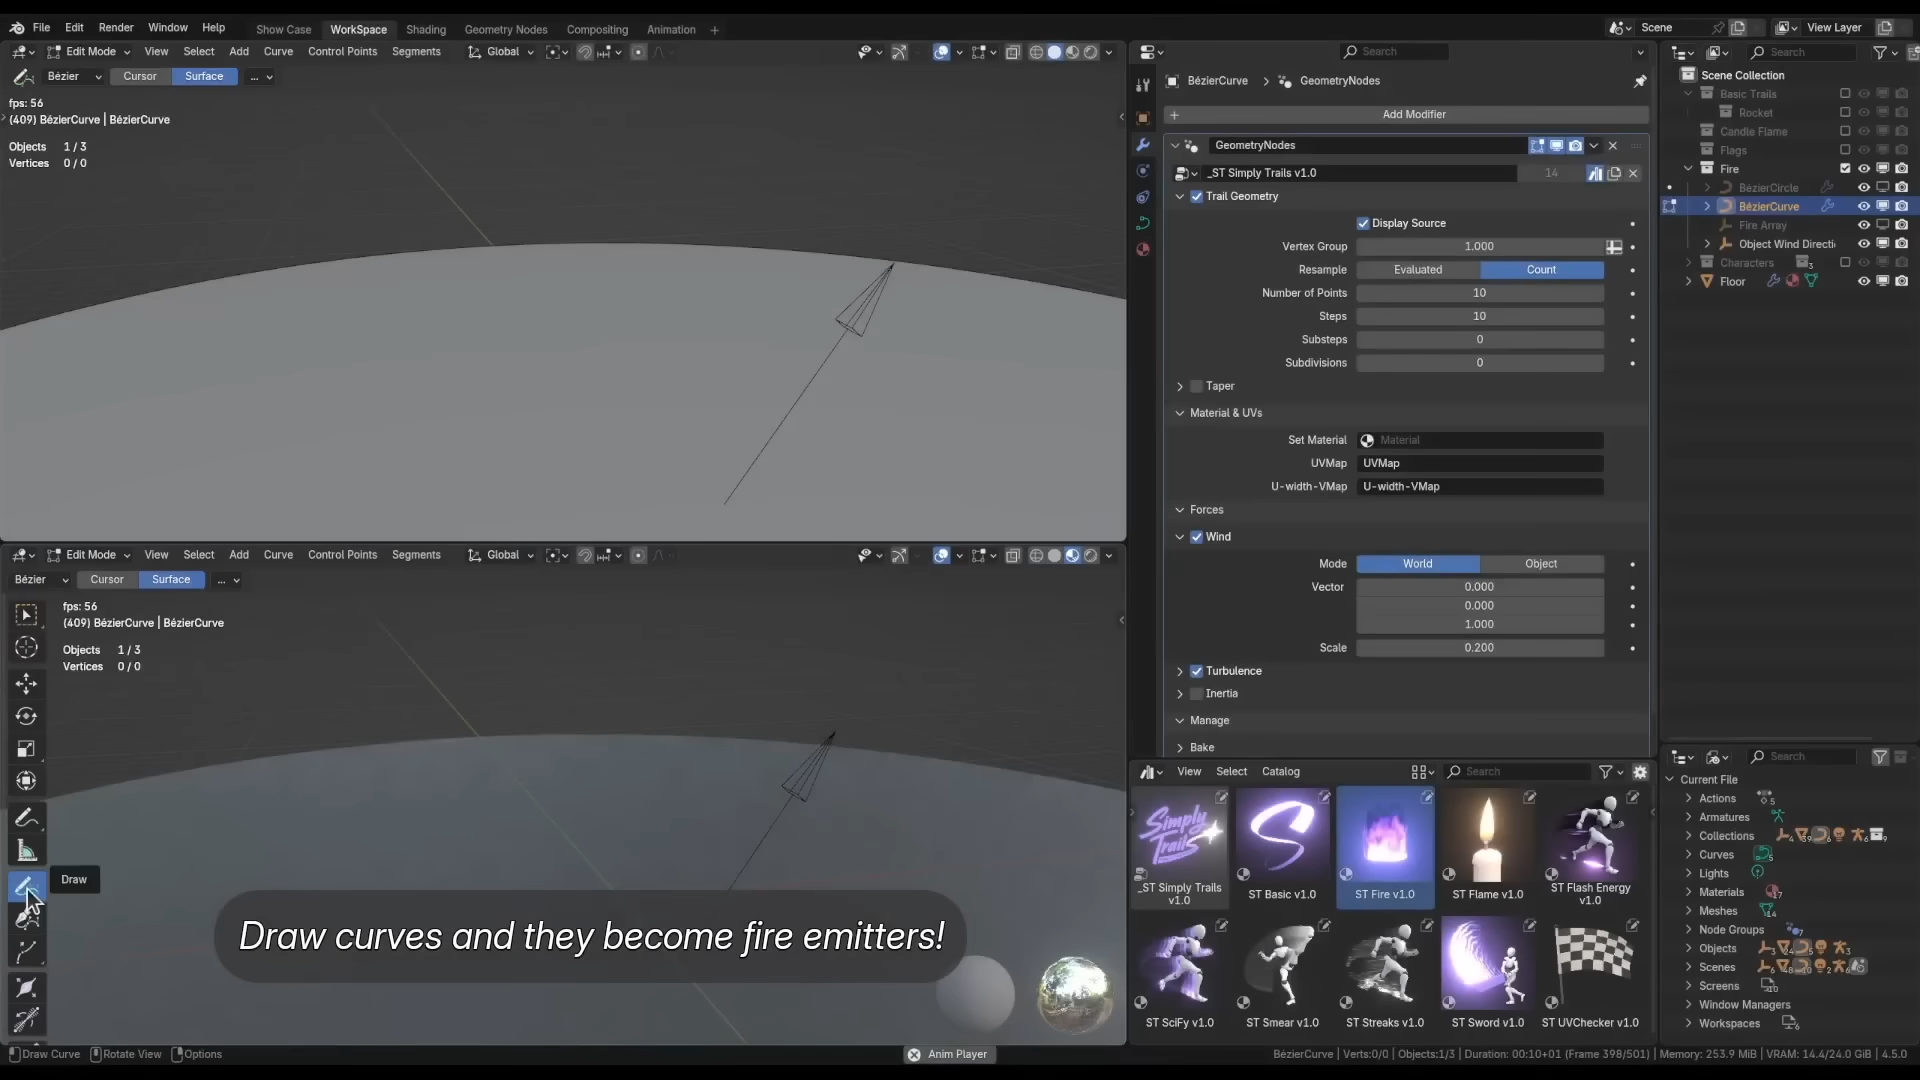 File Edit Render Window Help Show Case WorkSpace Shading Geometry Nodes Compositing Animation + Scene View Layer
Edit Mode View Select Add Curve Control Points Segments Global
Bézier Cursor Surface ...
fps: 56
(409) BézierCurve | BézierCurve
Objects 1 / 3
Vertices 0 / 0
Edit Mode View Select Add Curve Control Points Segments Global
Bézier Cursor Surface ...
fps: 56
(409) BézierCurve | BézierCurve
Objects 1 / 3
Vertices 0 / 0
Draw
Draw curves and they become fire emitters!
Search
BézierCurve > GeometryNodes
+ Add Modifier
GeometryNodes
_ST Simply Trails v1.0 14
Trail Geometry
Display Source
Vertex Group 1.000
Resample Evaluated Count
Number of Points 10
Steps 10
Substeps 0
Subdivisions 0
Taper
Material & UVs
Set Material Material
UVMap UVMap
U-width-VMap U-width-VMap
Forces
Wind
Mode World Object
Vector 0.000
0.000
1.000
Scale 0.200
Turbulence
Inertia
Manage
Bake
View Select Catalog Search
Simply Trails
_ST Simply Trails v1.0
ST Basic v1.0
ST Fire v1.0
ST Flame v1.0
ST Flash Energy v1.0
ST SciFy v1.0
ST Smear v1.0
ST Streaks v1.0
ST Sword v1.0
ST UVChecker v1.0
Search
Scene Collection
Basic Trails
Rocket
Candle Flame
Flags
Fire
BézierCircle
BézierCurve
Fire Array
Object Wind Directi
Characters 3
Floor
Search
Current File
Actions 5
Armatures
Collections
Curves 5
Lights
Materials 17
Meshes 14
Node Groups 7
Objects
Scenes
Screens
Window Managers
Workspaces 6
Draw Curve Rotate View Options Anim Player BézierCurve | Verts:0/0 | Objects:1/3 | Duration: 00:10+01 (Frame 398/501) | Memory: 253.9 MiB | VRAM: 14.4/24.0 GiB | 4.5.0